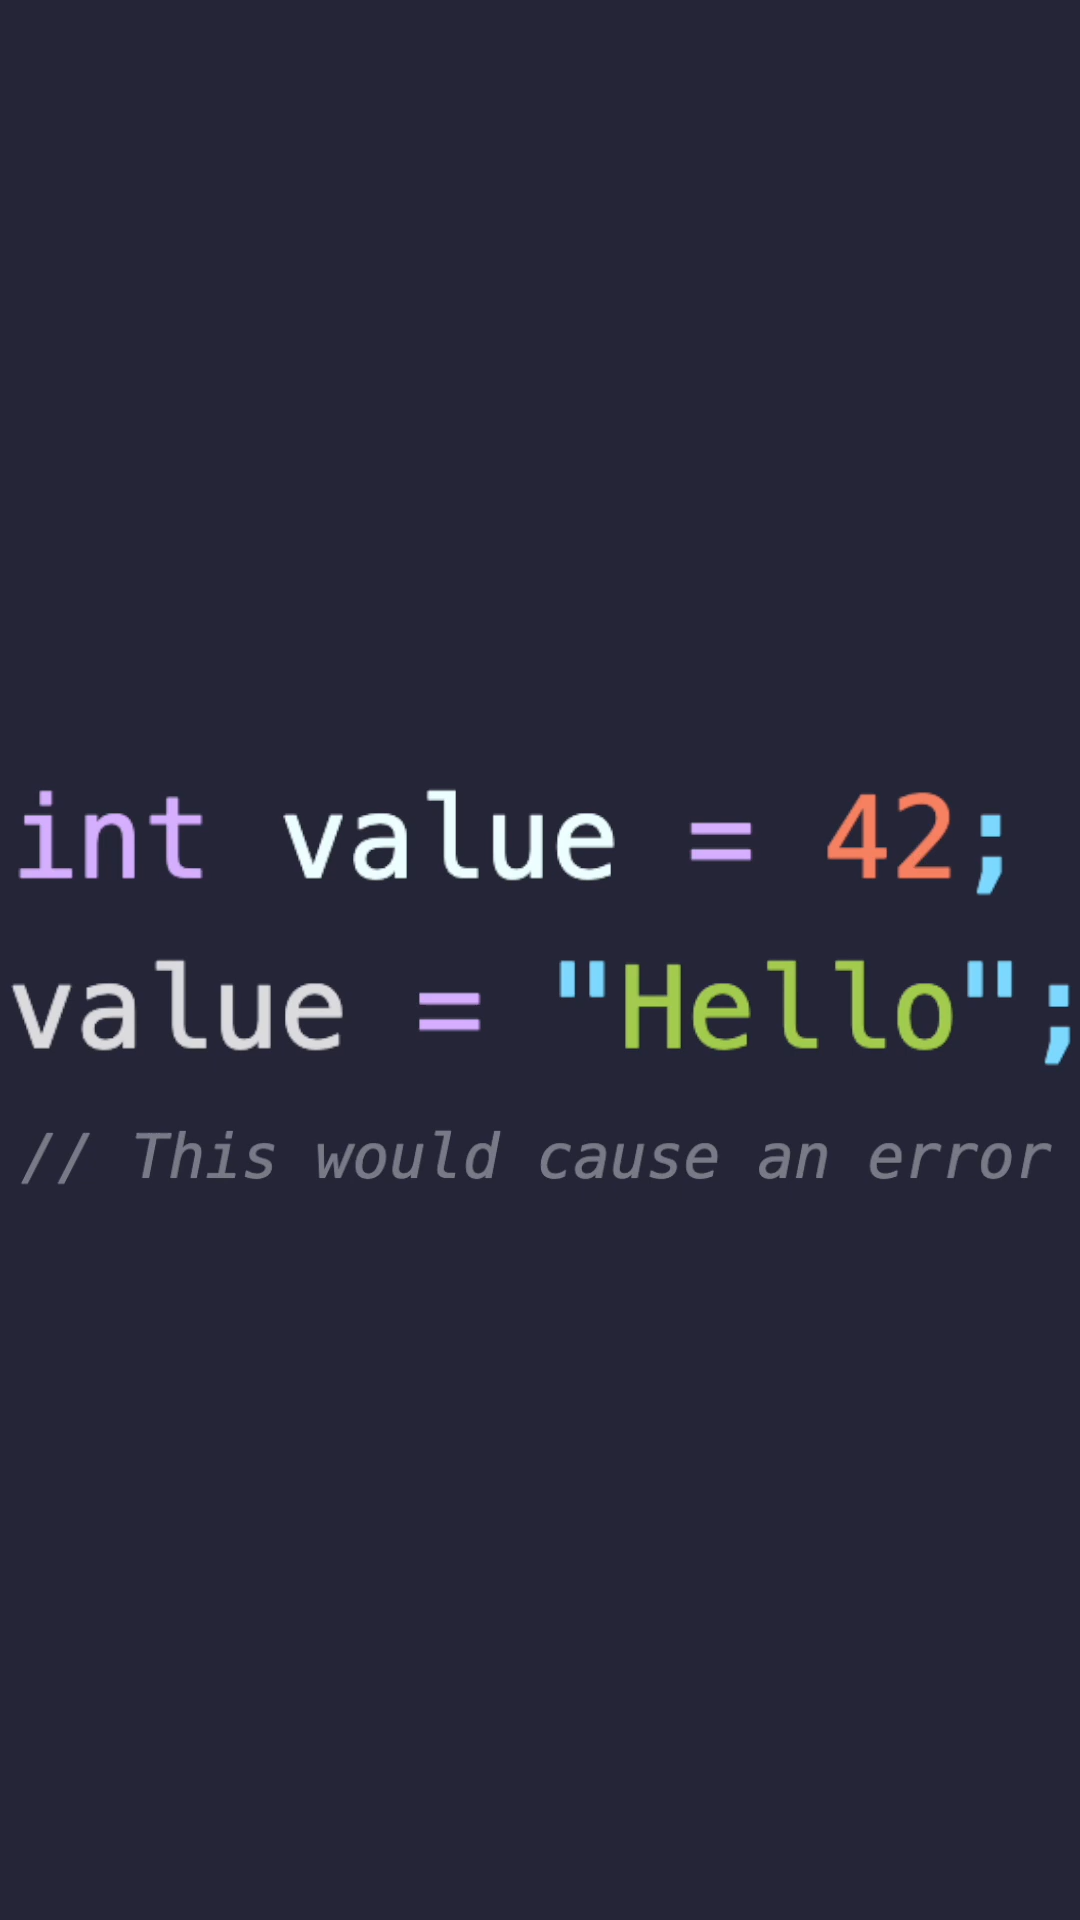 int value = 42;
value = "Hello";
// This would cause an error